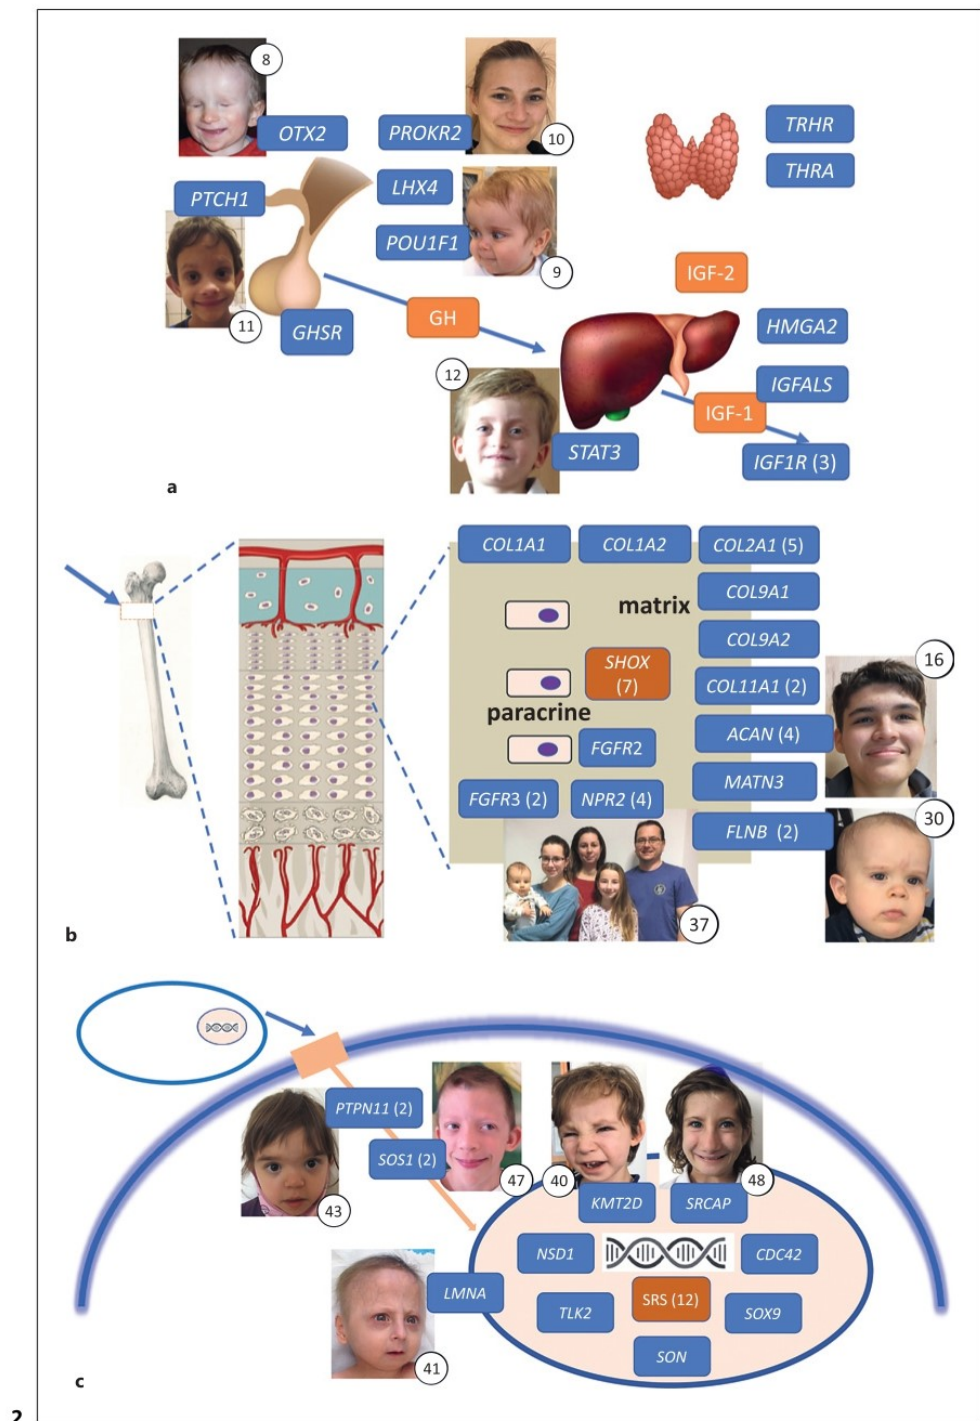 8
OTX2
PROKR2
10
TRHR
THRA
PTCH1
LHX4
POU1F1
9
11
GHSR
GH
IGF-2
HMGA2
12
IGFALS
IGF-1
STAT3
IGF1R (3)
a
COL1A1
COL1A2
COL2A1 (5)
matrix
COL9A1
COL9A2
SHOX
(7)
16
COL11A1 (2)
paracrine
ACAN (4)
FGFR2
MATN3
FGFR3 (2)
NPR2 (4)
30
FLNB (2)
37
b
PTPN11 (2)
SOS1 (2)
43
47
40
48
KMT2D
SRCAP
NSD1
CDC42
LMNA
TLK2
SRS (12)
SOX9
SON
41
c
2